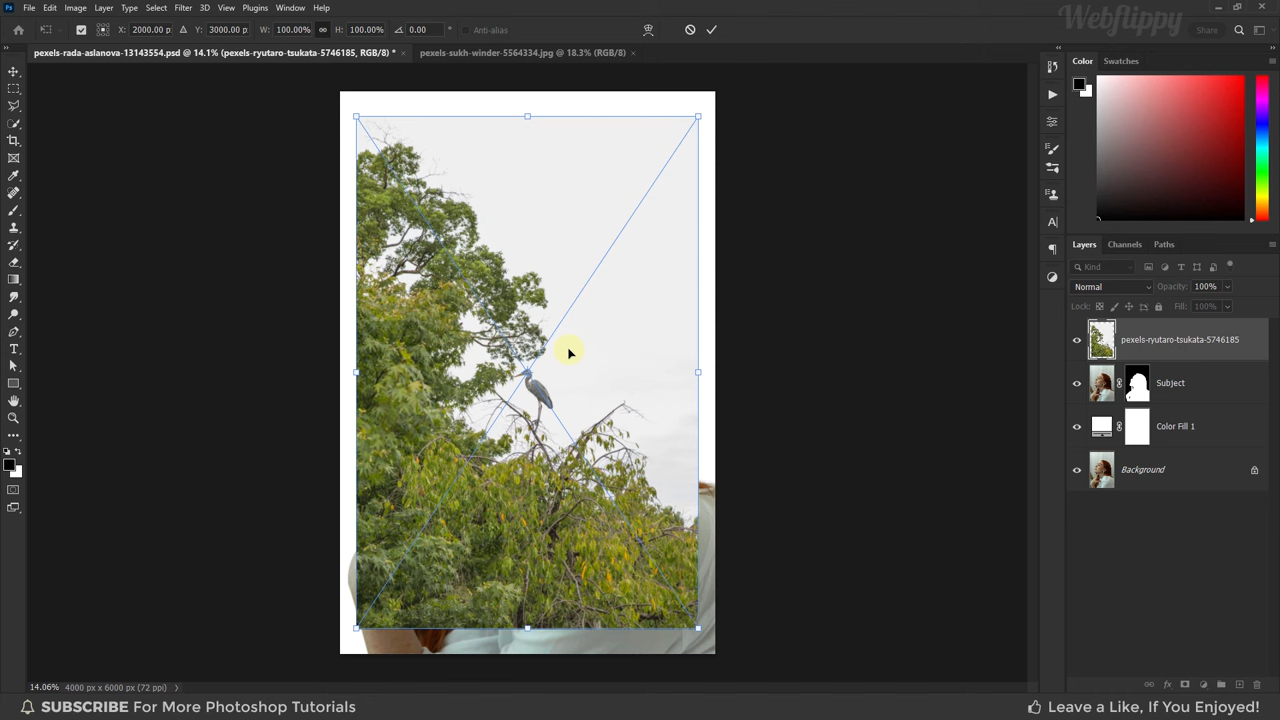 Ps File Edit Image Layer Type Select Filter 3D View Plugins Window Help
Webflippy
X: 2000.00 p Y: 3000.00 p W: 100.00% H: 100.00% 0.00 ° Anti-alias Share
pexels-rada-aslanova-13143554.psd @ 14.1% (pexels-ryutaro-tsukata-5746185, RGB/8) * × pexels-sukh-winder-5564334.jpg @ 18.3% (RGB/8) ×
Color Swatches
Layers Channels Paths
Kind
Normal Opacity: 100%
Lock: Fill: 100%
pexels-ryutaro-tsukata-5746185
Subject
Color Fill 1
Background
14.06% 4000 px x 6000 px (72 ppi) >
SUBSCRIBE For More Photoshop Tutorials
Leave a Like, If You Enjoyed!